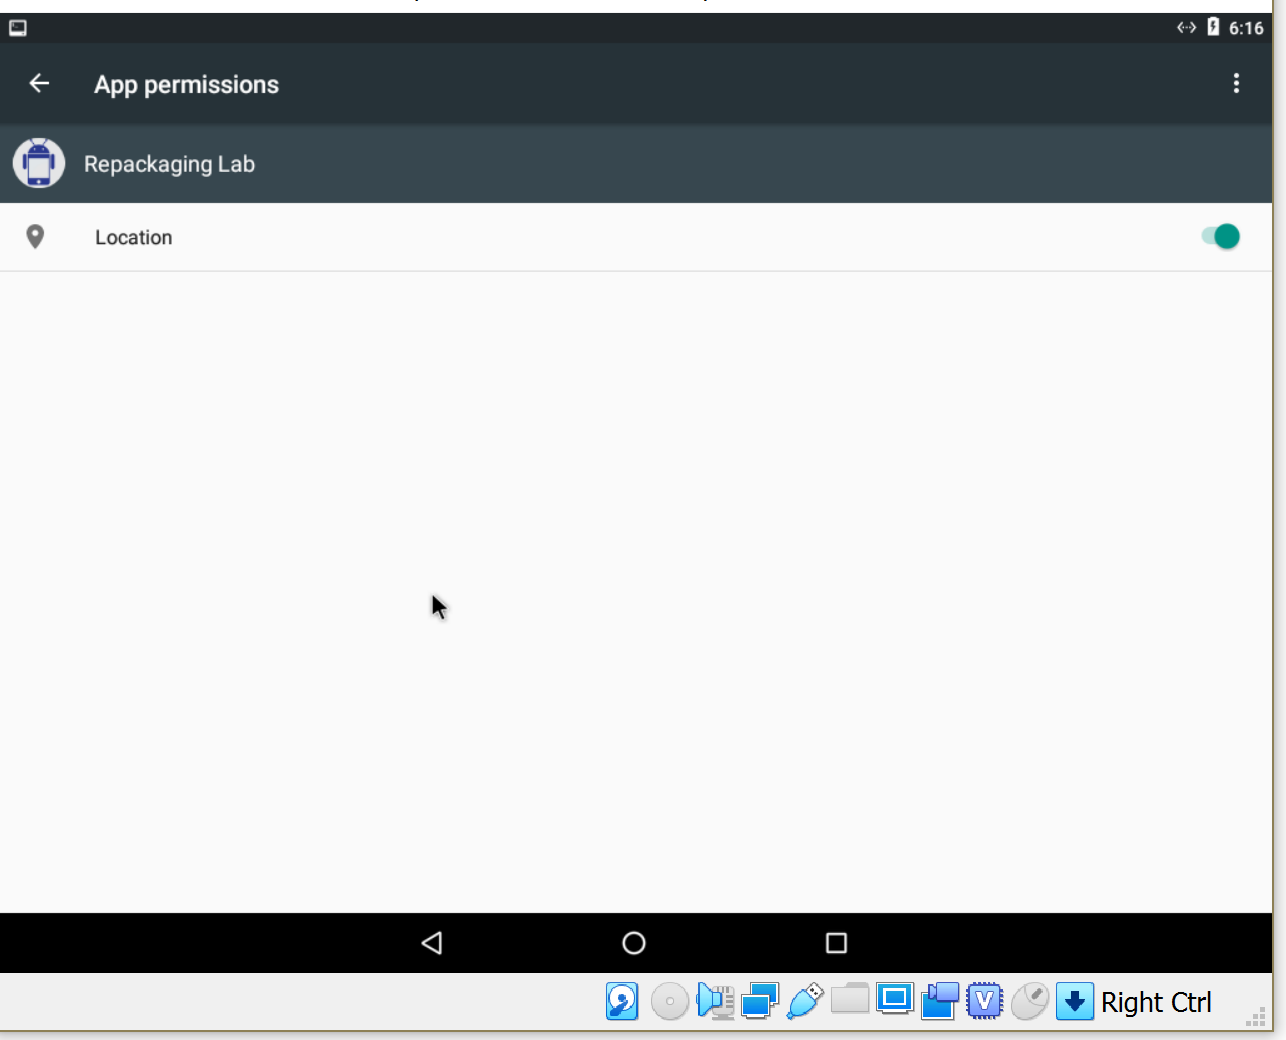 6:16
App permissions
Repackaging Lab
Location
V
Right Ctrl